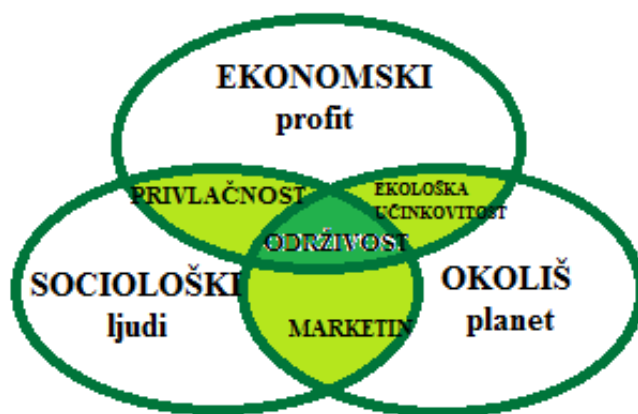 EKONOMSKI
profit
PRIVLAČNOST
EKOLOŠKA
UČINKOVITOST
ODRŽIVOST
SOCIOLOŠKI
ljudi
OKOLIŠ
planet
MARKETIN